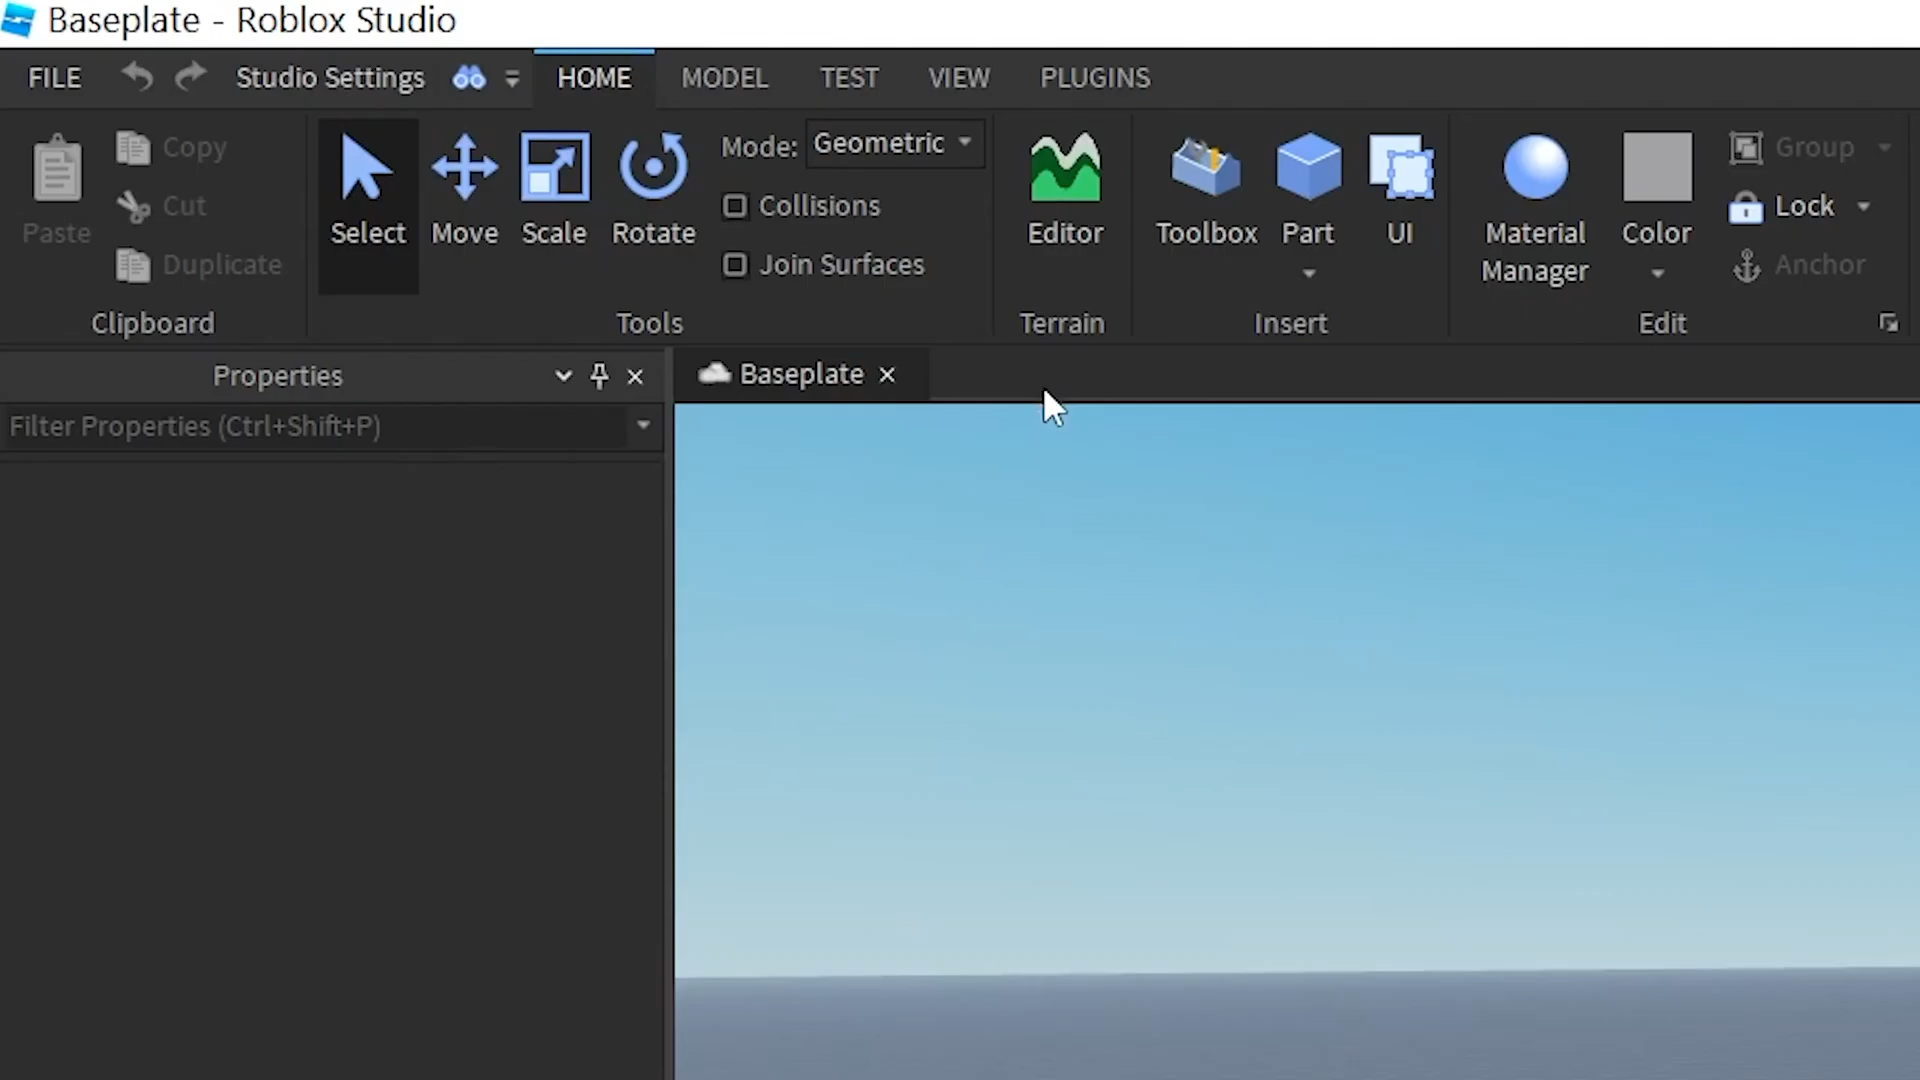 Baseplate - Roblox Studio
FILE Studio Settings HOME MODEL TEST VIEW PLUGINS
Paste
Copy
Cut
Duplicate
Clipboard
Select
Move
Scale
Rotate
Mode: Geometric
Collisions
Join Surfaces
Tools
Editor
Terrain
Toolbox
Part
UI
Insert
Material
Manager
Color
Group
Lock
Anchor
Edit
Properties
Filter Properties (Ctrl+Shift+P)
Baseplate